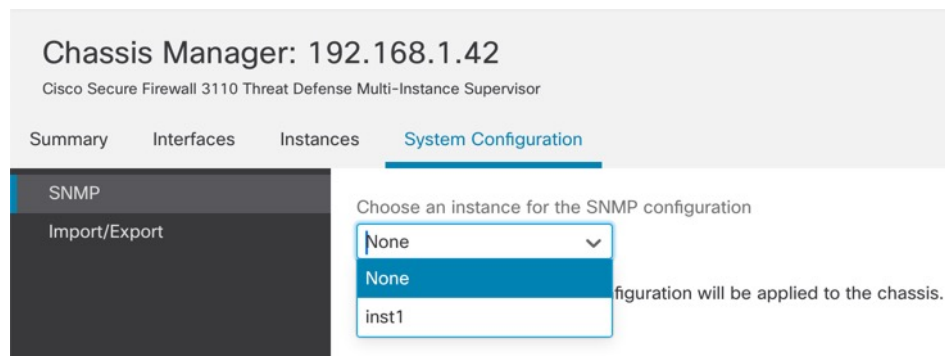 Chassis Manager: 192.168.1.42
Cisco Secure Firewall 3110 Threat Defense Multi-Instance Supervisor
Summary Interfaces Instances System Configuration
SNMP
Import/Export
Choose an instance for the SNMP configuration
None
None
figuration will be applied to the chassis.
inst1